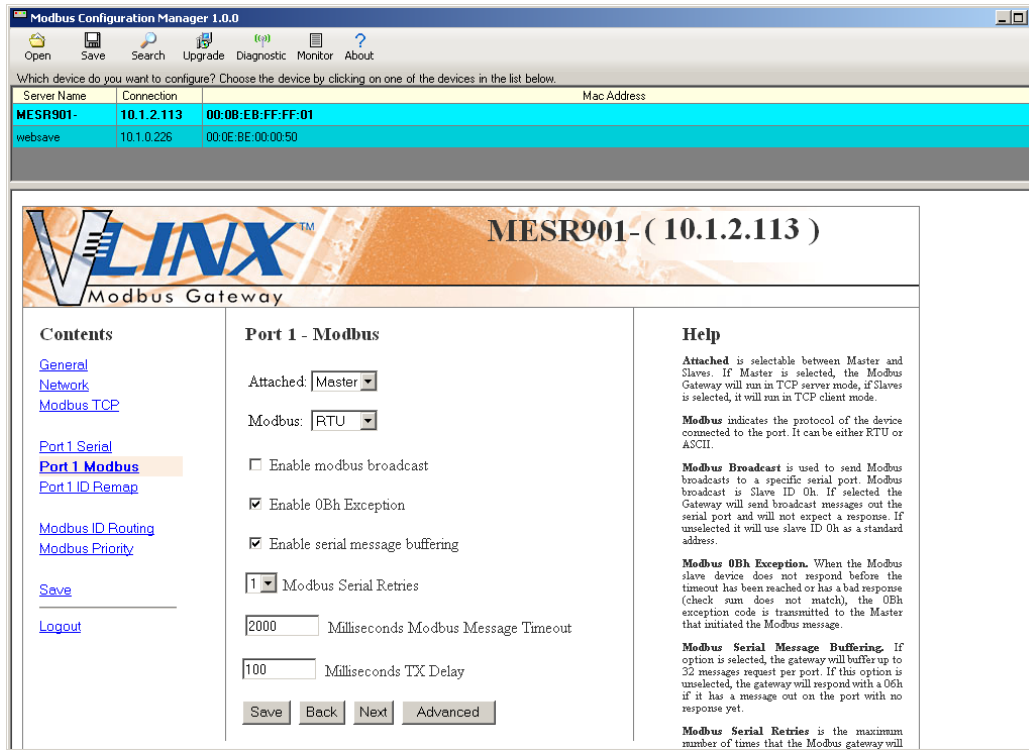 Modbus Configuration Manager 1.0.0
Open Save Search Upgrade Diagnostic Monitor About
Which device do you want to configure? Choose the device by clicking on one of the devices in the list below.
Server Name Connection Mac Address
MESR901- 10.1.2.113 00:0B:EB:FF:FF:01
websave 10.1.0.226 00:0E:BE:00:00:50
VLINX™
Modbus Gateway
MESR901- ( 10.1.2.113 )
Contents
General
Network
Modbus TCP
Port 1 Serial
Port 1 Modbus
Port 1 ID Remap
Modbus ID Routing
Modbus Priority
Save
Logout
Port 1 - Modbus
Attached: Master
Modbus: RTU
Enable modbus broadcast
Enable 0Bh Exception
Enable serial message buffering
1 Modbus Serial Retries
2000 Milliseconds Modbus Message Timeout
100 Milliseconds TX Delay
Save Back Next Advanced
Help
Attached is selectable between Master and
Slaves. If Master is selected, the Modbus
Gateway will run in TCP server mode, if Slaves
is selected, it will run in TCP client mode.
Modbus indicates the protocol of the device
connected to the port. It can be either RTU or
ASCII.
Modbus Broadcast is used to send Modbus
broadcasts to a specific serial port. Modbus
broadcast is Slave ID 0h. If selected the
Gateway will send broadcast messages out the
serial port and will not expect a response. If
unselected it will use slave ID 0h as a standard
address.
Modbus 0Bh Exception. When the Modbus
slave device does not respond before the
timeout has been reached or has a bad response
(check sum does not match), the 0Bh
exception code is transmitted to the Master
that initiated the Modbus message.
Modbus Serial Message Buffering. If
option is selected, the gateway will buffer up to
32 messages request per port. If this option is
unselected, the gateway will respond with a 06h
if it has a message out on the port with no
response yet.
Modbus Serial Retries is the maximum
number of times that the Modbus gateway will